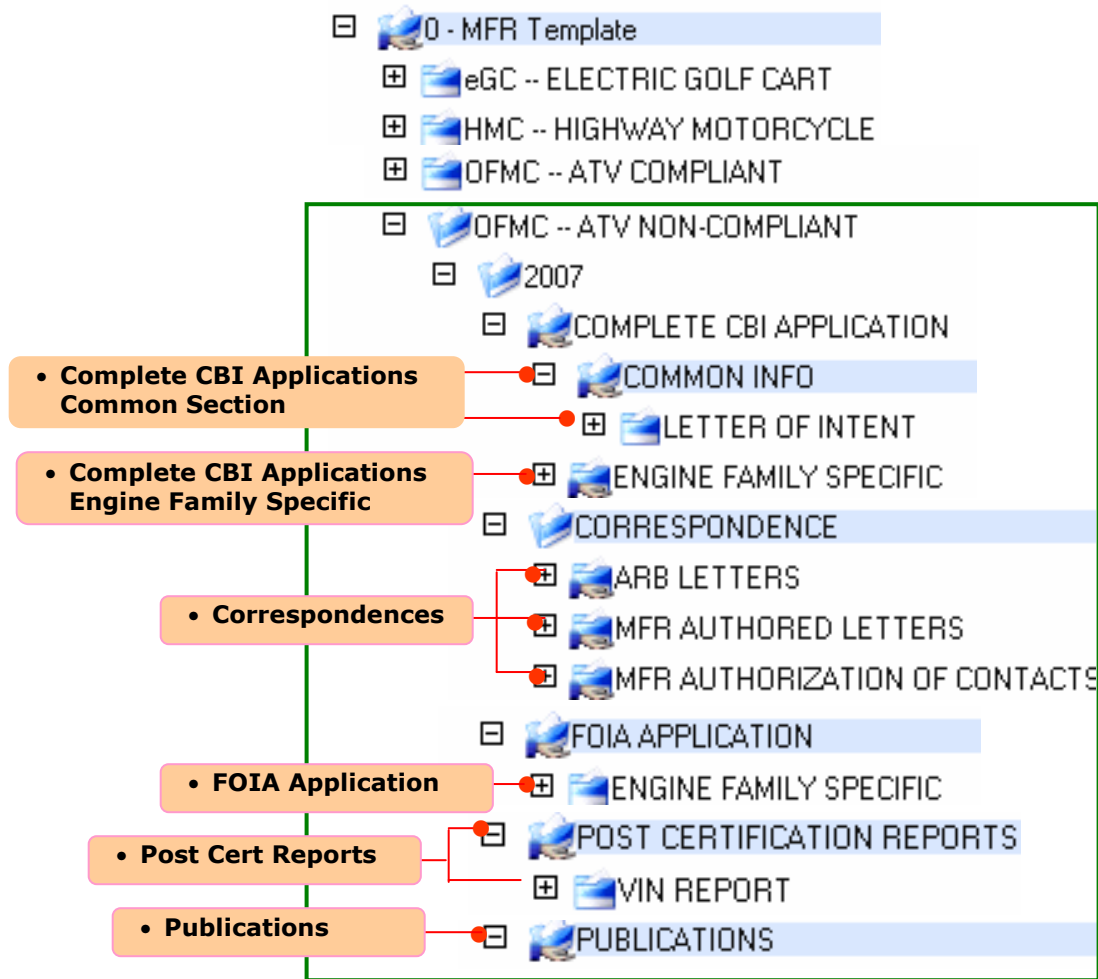 0 - MFR Template
eGC -- ELECTRIC GOLF CART
HMC -- HIGHWAY MOTORCYCLE
OFMC -- ATV COMPLIANT
OFMC -- ATV NON-COMPLIANT
2007
COMPLETE CBI APPLICATION
• Complete CBI Applications
Common Section
COMMON INFO
LETTER OF INTENT
• Complete CBI Applications
Engine Family Specific
ENGINE FAMILY SPECIFIC
CORRESPONDENCE
ARB LETTERS
• Correspondences
MFR AUTHORED LETTERS
MFR AUTHORIZATION OF CONTACTS
FOIA APPLICATION
• FOIA Application
ENGINE FAMILY SPECIFIC
POST CERTIFICATION REPORTS
• Post Cert Reports
VIN REPORT
• Publications
PUBLICATIONS